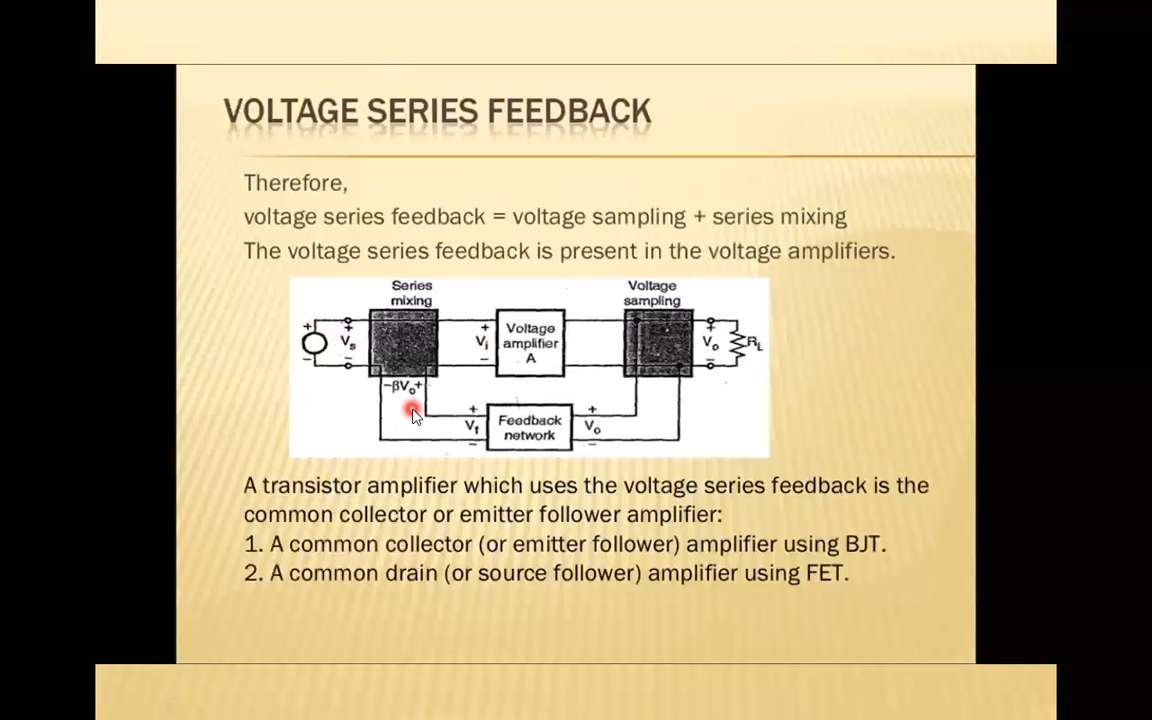 VOLTAGE SERIES FEEDBACK
Therefore,
voltage series feedback = voltage sampling + series mixing
The voltage series feedback is present in the voltage amplifiers.
Series
mixing
Voltage
sampling
+ Vs −
+ Vi −
Voltage
amplifier
A
+ Vo −
RL
−βVo+
+ Vf −
Feedback
network
+ Vo −
A transistor amplifier which uses the voltage series feedback is the
common collector or emitter follower amplifier:
1. A common collector (or emitter follower) amplifier using BJT.
2. A common drain (or source follower) amplifier using FET.